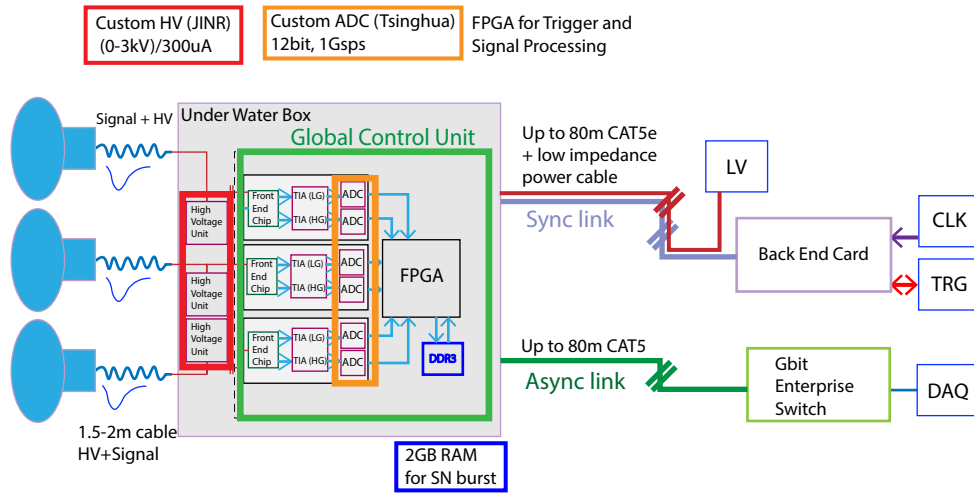 Custom HV (JINR)
(0-3kV)/300uA
Custom ADC (Tsinghua)
12bit, 1Gsps
FPGA for Trigger and
Signal Processing
Signal + HV
Under Water Box
Global Control Unit
Up to 80m CAT5e
+ low impedance
power cable
Sync link
LV
CLK
Back End Card
TRG
High
Voltage
Unit
High
Voltage
Unit
High
Voltage
Unit
Front
End
Chip
TIA (LG)
TIA (HG)
ADC
ADC
Front
End
Chip
TIA (LG)
TIA (HG)
ADC
ADC
Front
End
Chip
TIA (LG)
TIA (HG)
ADC
ADC
FPGA
DDR3
Up to 80m CAT5
Async link
Gbit
Enterprise
Switch
DAQ
1.5-2m cable
HV+Signal
2GB RAM
for SN burst